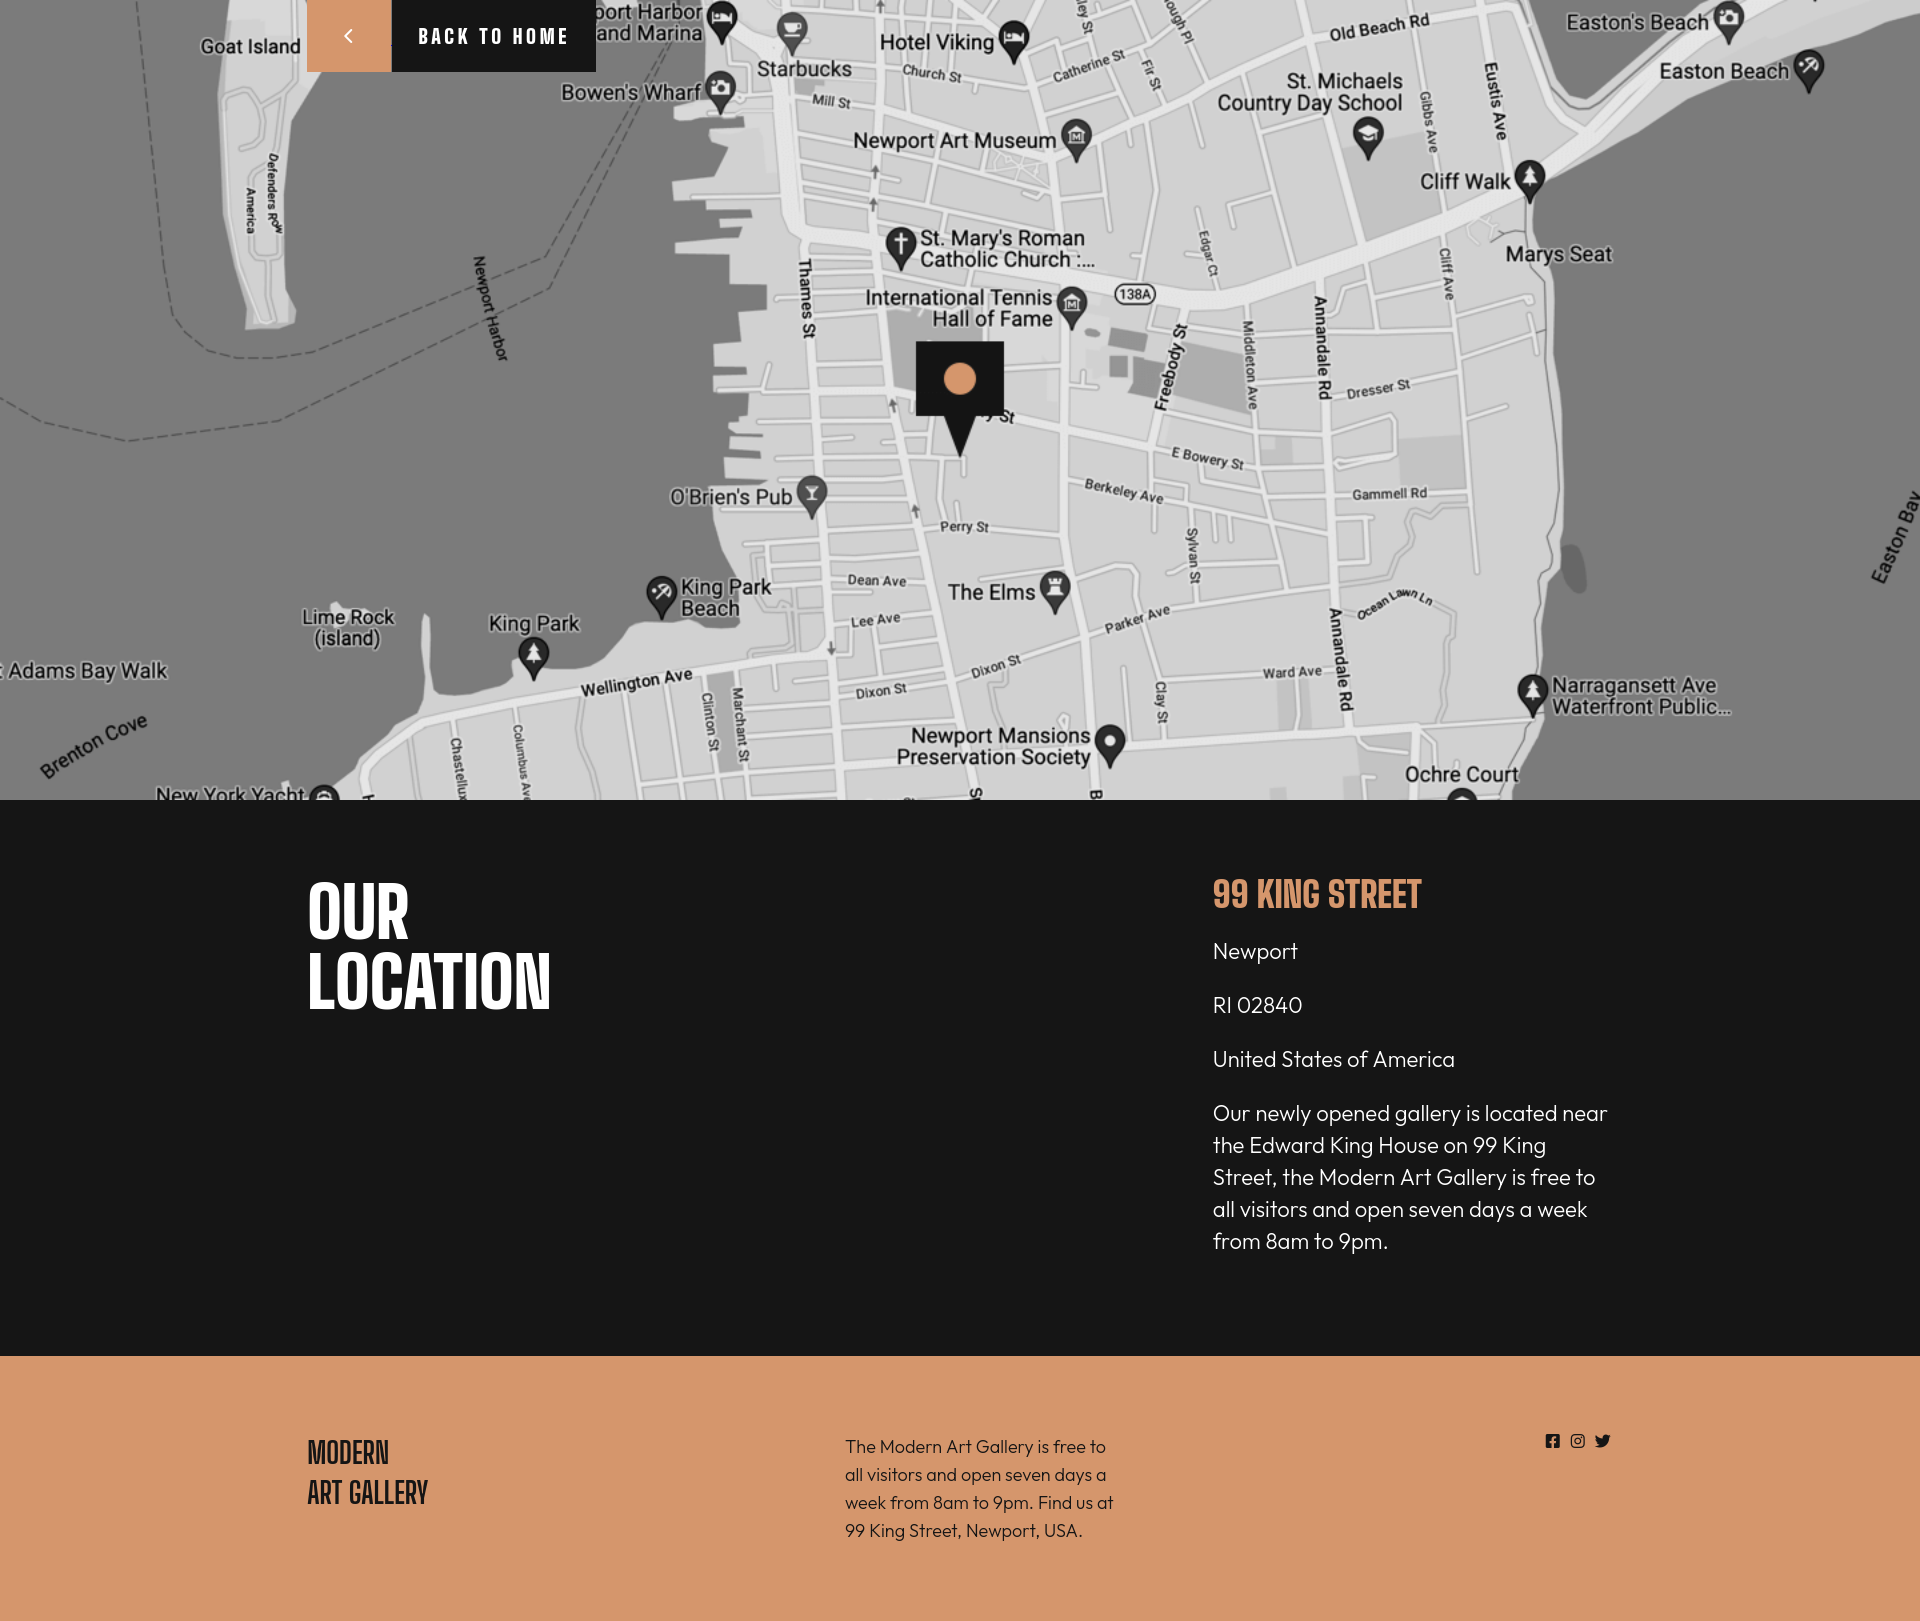 Goat Island
BACK TO HOME
port Harbor
and Marina
Starbucks
Bowen's Wharf
Hotel Viking
Church St
Mill St
Catherine St
Fir St
Old Beach Rd
Easton's Beach
Easton Beach
St. Michaels
Country Day School
Gibbs Ave
Eustis Ave
Newport Art Museum
Cliff Walk
Defenders Row
America
Newport Harbor
St. Mary's Roman
Catholic Church :...
Edgar Ct
Marys Seat
Cliff Ave
Thames St
International Tennis
Hall of Fame
138A
Freebody St
Middleton Ave
Annandale Rd
Dresser St
y St
E Bowery St
Berkeley Ave
Gammell Rd
O'Brien's Pub
Perry St
Sylvan St
Easton Bay
Dean Ave
The Elms
King Park
Beach
Lee Ave
Parker Ave
Ocean Lawn Ln
Annandale Rd
Lime Rock
(island)
King Park
Adams Bay Walk
Wellington Ave
Dixon St
Dixon St
Ward Ave
Clay St
Narragansett Ave
Waterfront Public...
Brenton Cove
Clinton St
Marchant St
Columbus Ave
Chastellux
Newport Mansions
Preservation Society
Ochre Court
New York Yacht
OUR
LOCATION
99 KING STREET
Newport
RI 02840
United States of America
Our newly opened gallery is located near
the Edward King House on 99 King
Street, the Modern Art Gallery is free to
all visitors and open seven days a week
from 8am to 9pm.
MODERN
ART GALLERY
The Modern Art Gallery is free to
all visitors and open seven days a
week from 8am to 9pm. Find us at
99 King Street, Newport, USA.